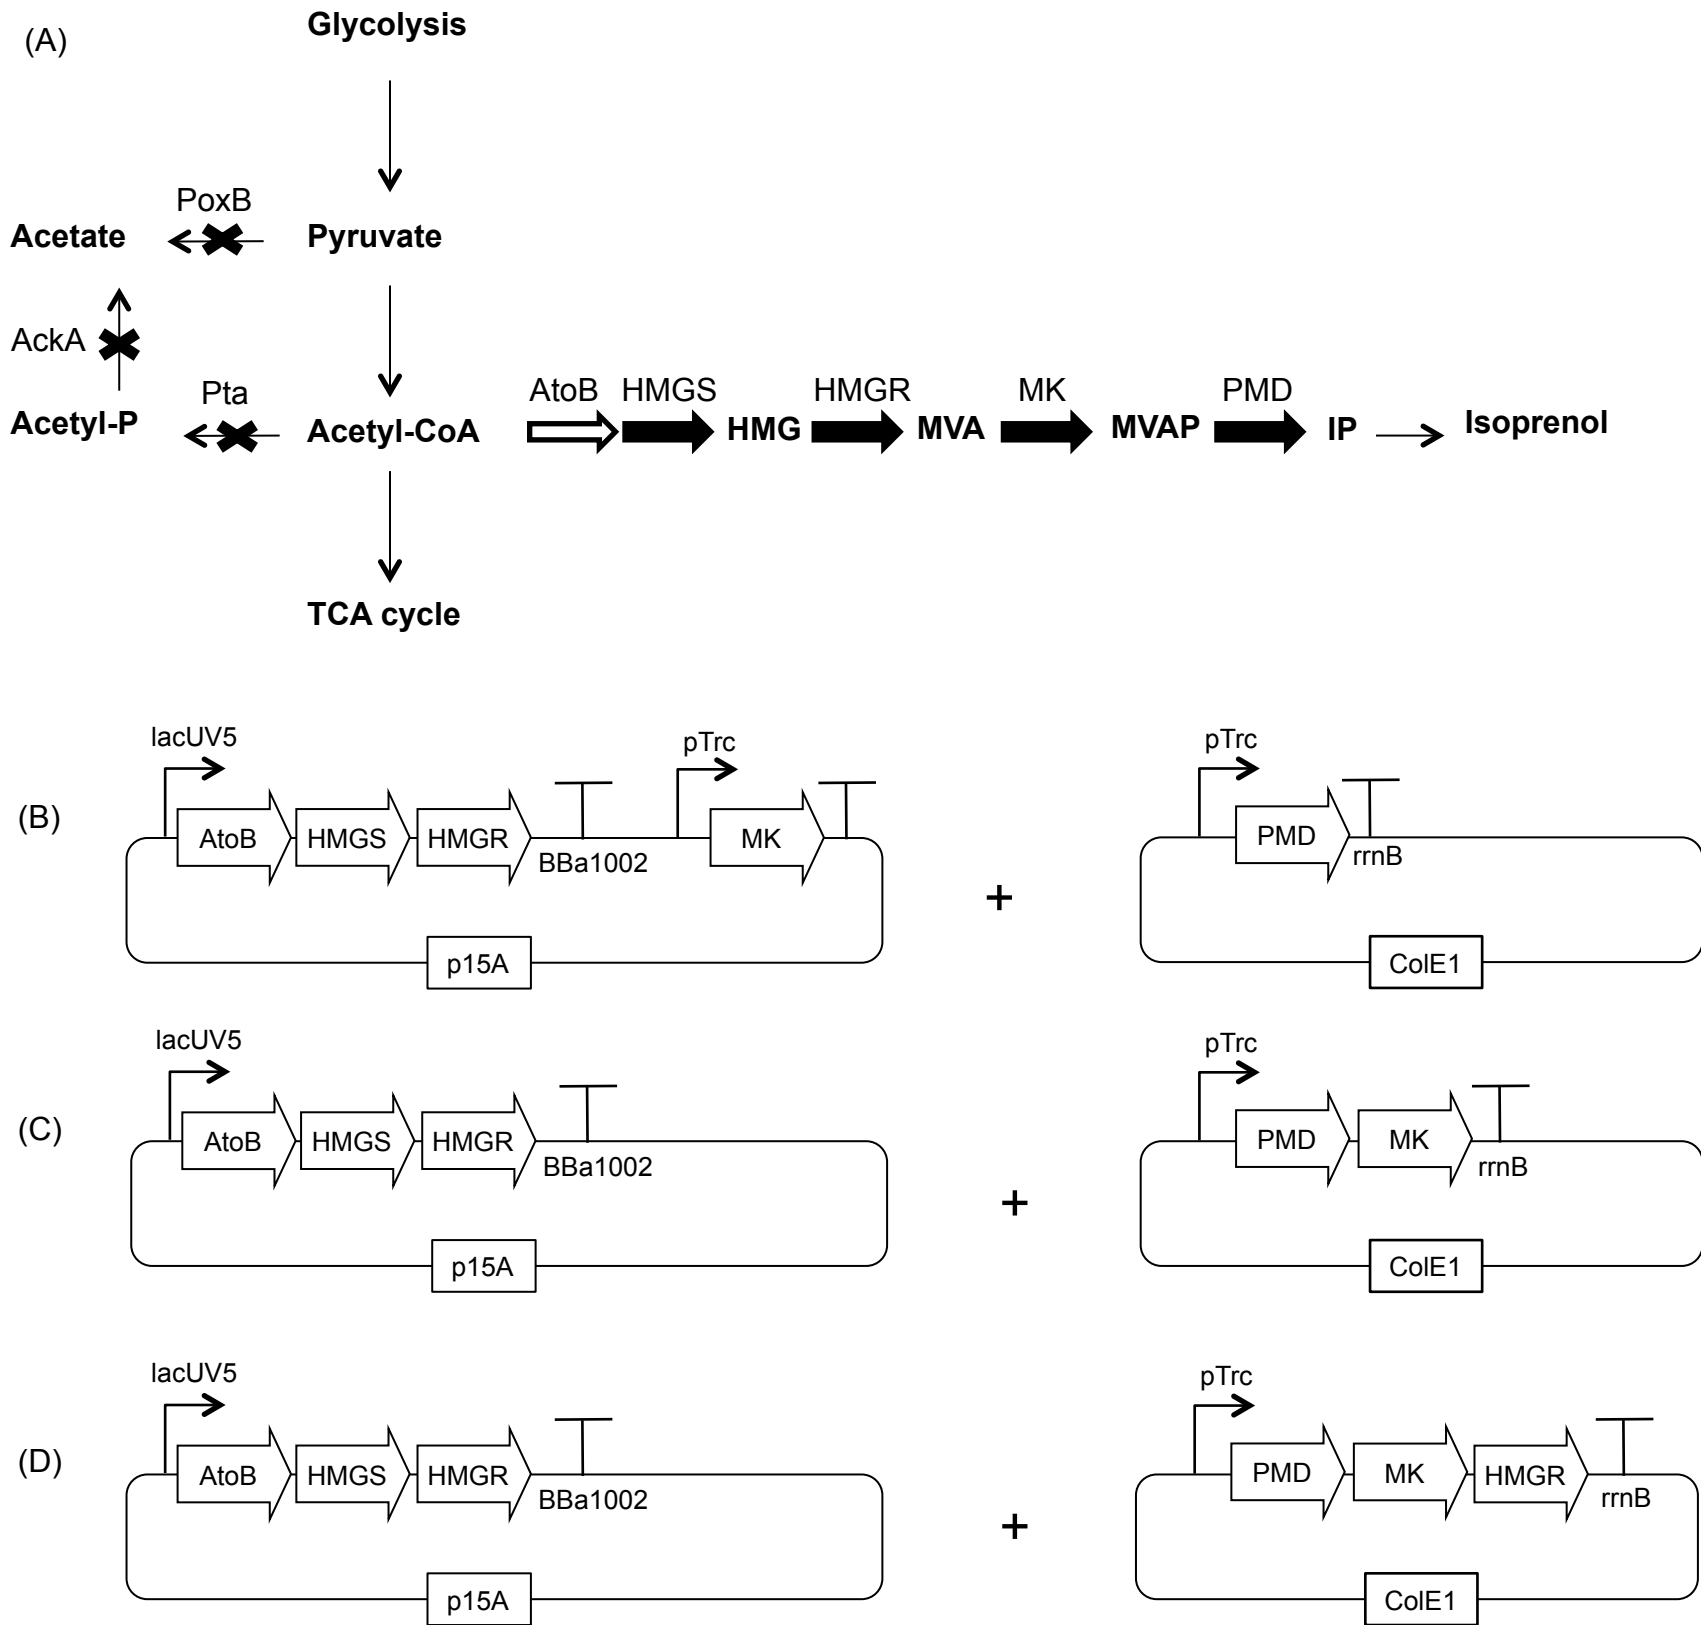 (A)
Glycolysis
PoxB
Acetate
Pyruvate
AckA
Pta
AtoB HMGS HMGR MK PMD
Acetyl-P Acetyl-CoA HMG MVA MVAP IP Isoprenol
TCA cycle
(B)
lacUV5 pTrc pTrc
AtoB HMGS HMGR MK PMD
BBa1002 rrnB
+
p15A ColE1
(C)
lacUV5 pTrc
AtoB HMGS HMGR PMD MK
BBa1002 rrnB
+
p15A ColE1
(D)
lacUV5 pTrc
AtoB HMGS HMGR PMD MK HMGR
BBa1002 rrnB
+
p15A ColE1